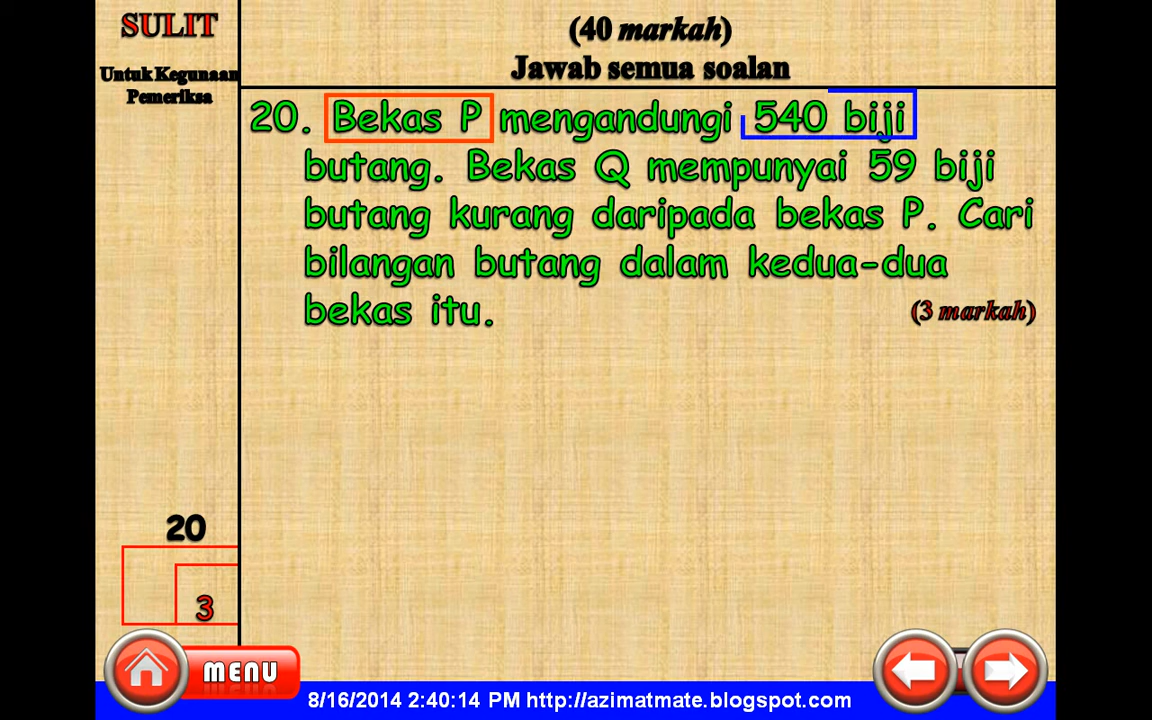 SULIT
Untuk Kegunaan
Pemeriksa
(40 markah)
Jawab semua soalan
20. Bekas P mengandungi 540 biji
butang. Bekas Q mempunyai 59 biji
butang kurang daripada bekas P. Cari
bilangan butang dalam kedua-dua
bekas itu.
(3 markah)
20
3
MENU
8/16/2014 2:40:14 PM http://azimatmate.blogspot.com